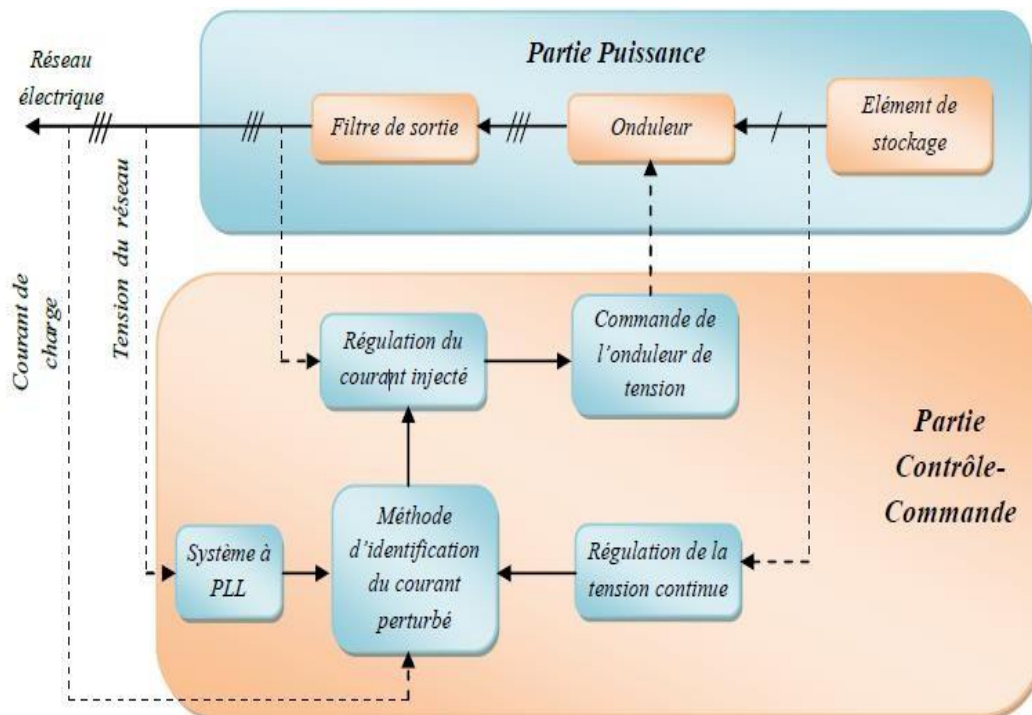 Partie Puissance
Réseau
électrique
Filtre de sortie
Onduleur
Elément de
stockage
Courant de
charge
Tension du réseau
Régulation du
courant injecté
Commande de
l'onduleur de
tension
Partie
Contrôle-
Commande
Système à
PLL
Méthode
d'identification
du courant
perturbé
Régulation de la
tension continue